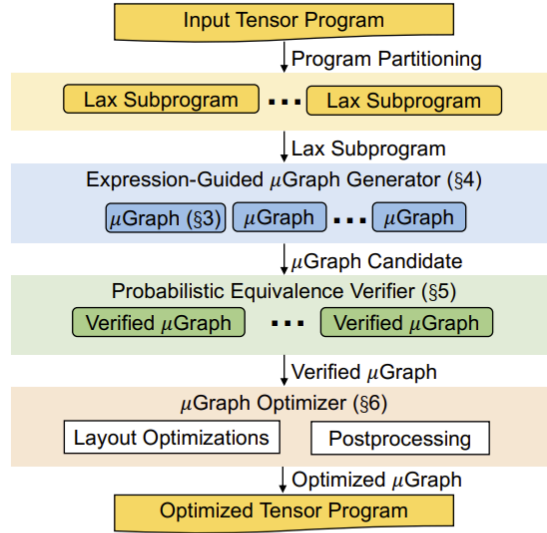 Input Tensor Program
Program Partitioning
Lax Subprogram ... Lax Subprogram
Lax Subprogram
Expression-Guided μGraph Generator (§4)
μGraph (§3) μGraph ... μGraph
μGraph Candidate
Probabilistic Equivalence Verifier (§5)
Verified μGraph ... Verified μGraph
Verified μGraph
μGraph Optimizer (§6)
Layout Optimizations Postprocessing
Optimized μGraph
Optimized Tensor Program